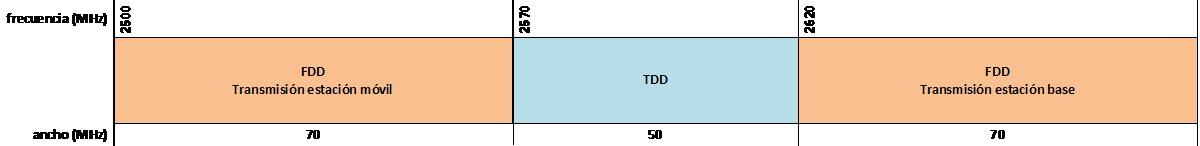 frecuencia (MHz)
2500
2570
2620
FDD
Transmisión estación móvil
TDD
FDD
Transmisión estación base
ancho (MHz)
70
50
70